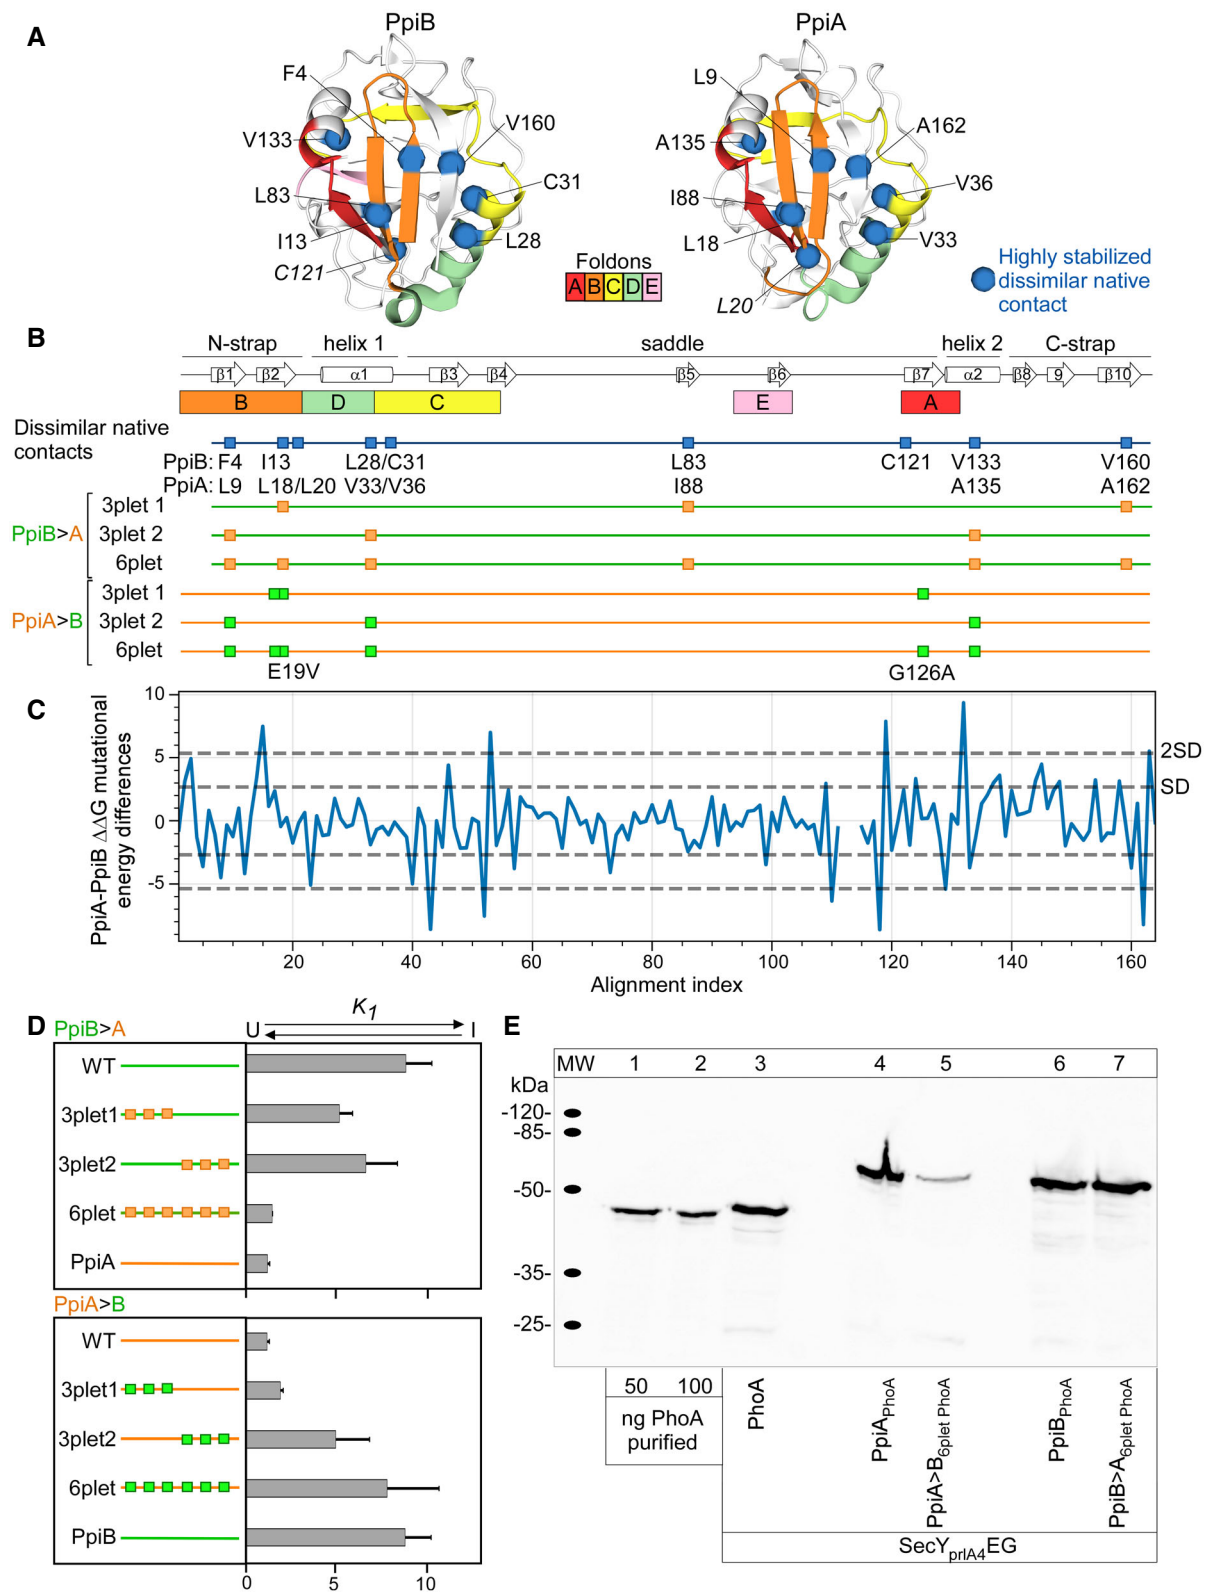 A
PpiB
PpiA
F4
V133
L83
I13
C121
V160
C31
L28
L9
A135
I88
L18
L20
A162
V36
V33
Foldons
A B C D E
Highly stabilized
dissimilar native
contact
B
N-strap helix 1 saddle helix 2 C-strap
β1 β2 α1 β3 β4 β5 β6 β7 α2 β8 9 β10
B D C E A
Dissimilar native
contacts
PpiB: F4 I13 L28/C31 L83 C121 V133 V160
PpiA: L9 L18/L20 V33/V36 I88 A135 A162
PpiB>A
3plet 1
3plet 2
6plet
PpiA>B
3plet 1
3plet 2
6plet
E19V G126A
C
PpiA-PpiB ΔΔG mutational
energy differences
10
5
0
-5
2SD
SD
20 40 60 80 100 120 140 160
Alignment index
D
PpiB>A
K1
U I
WT
3plet1
3plet2
6plet
PpiA
PpiA>B
WT
3plet1
3plet2
6plet
PpiB
0 5 10
E
MW 1 2 3 4 5 6 7
kDa
-120-
-85-
-50-
-35-
-25-
50 100
ng PhoA
purified
PhoA
PpiAPhoA
PpiA>B6plet PhoA
PpiBPhoA
PpiB>A6plet PhoA
SecYprlA4EG